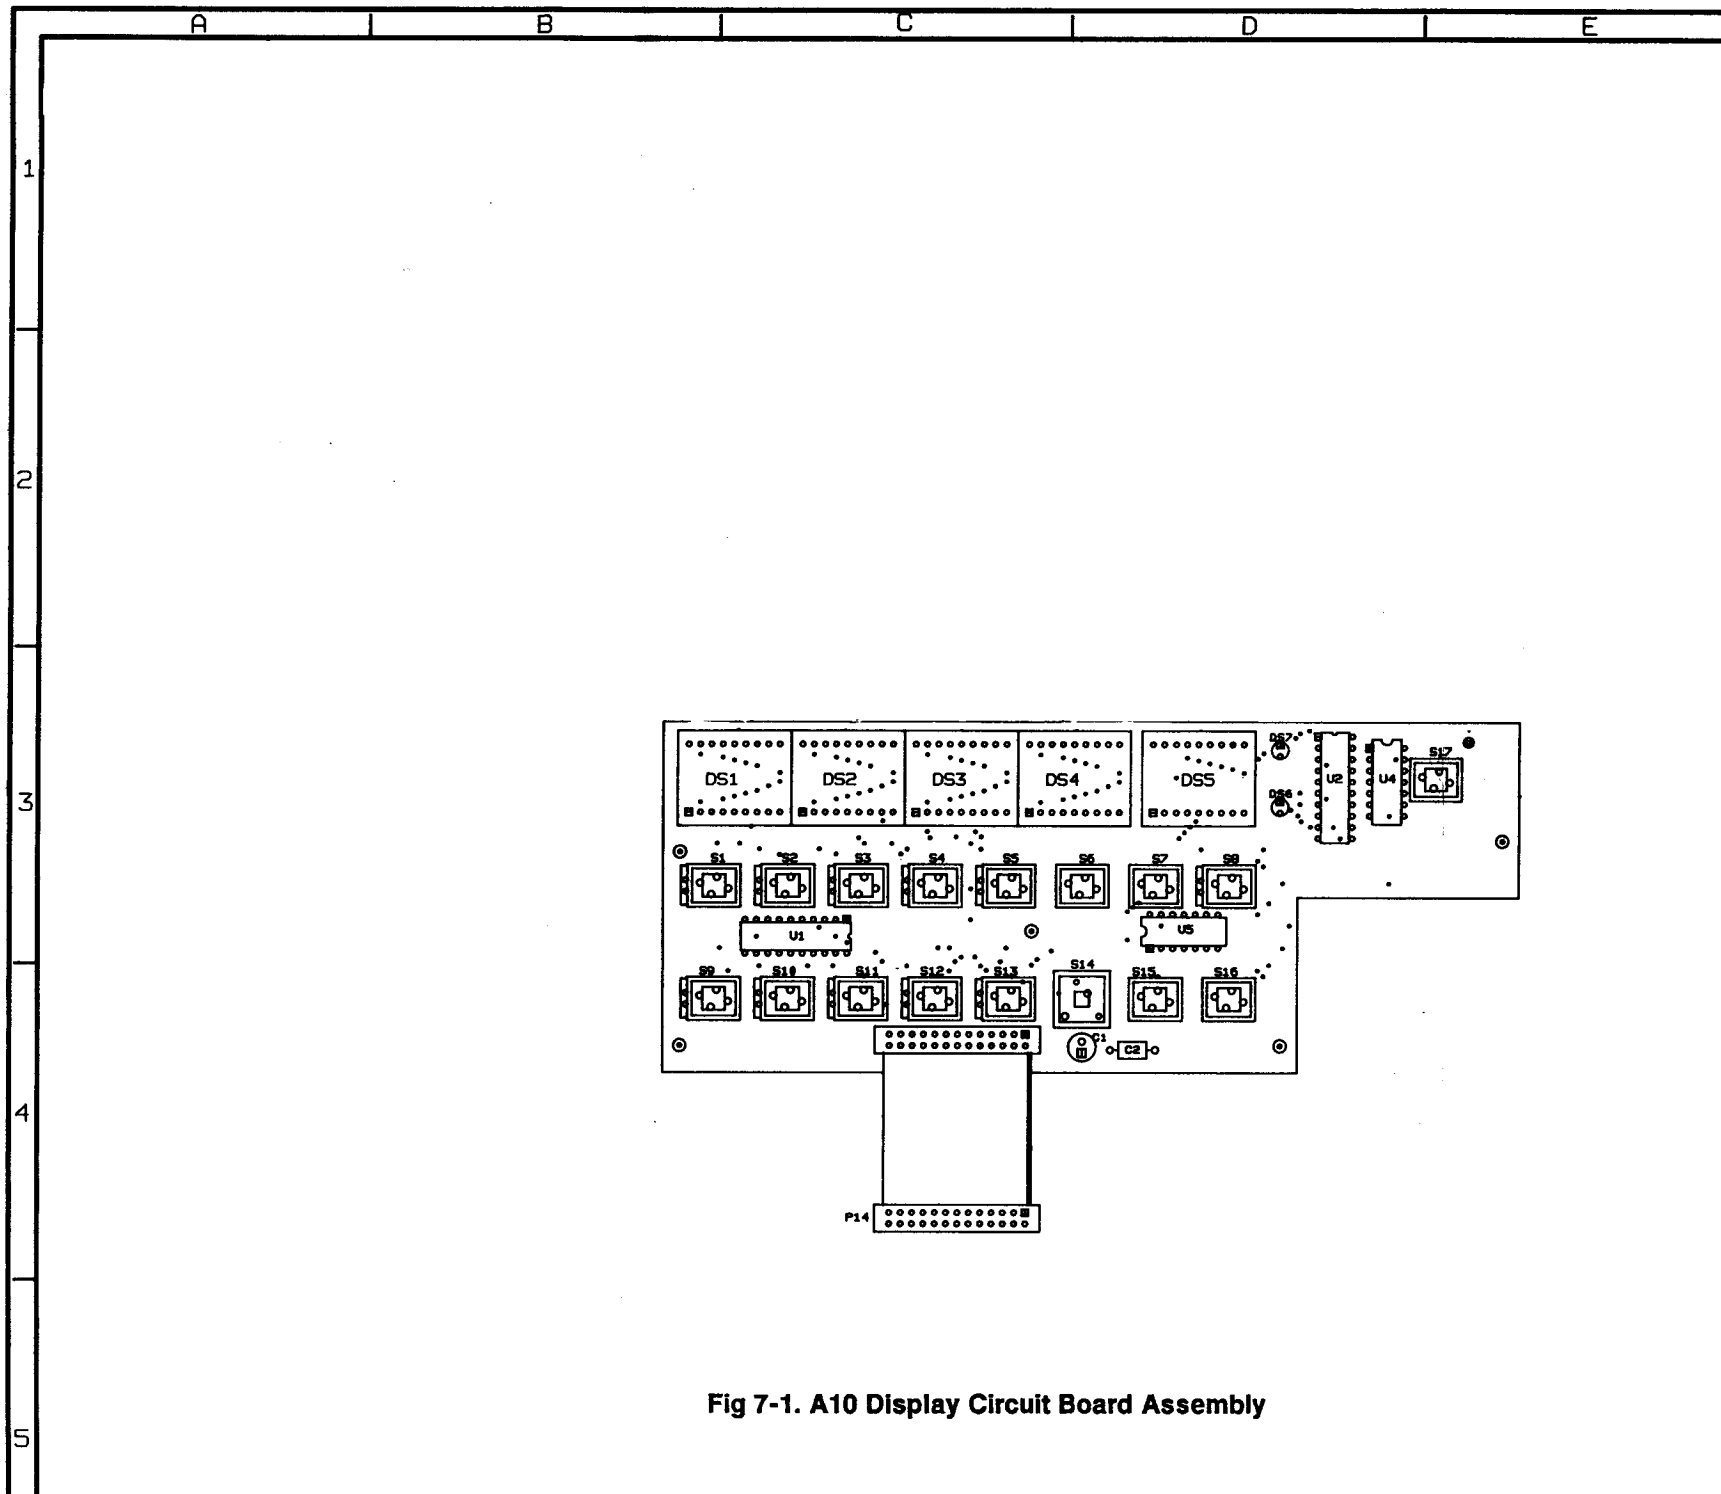 A B C D E
1
2
DS7
S17
DS1 DS2 DS3 DS4 DS5 U2 U4
DS6
3
S1 S2 S3 S4 S5 S6 S7 S8
U1 U5
S9 S10 S11 S12 S13 S14 S15 S16
C1
C2
4
P14
Fig 7-1. A10 Display Circuit Board Assembly
5